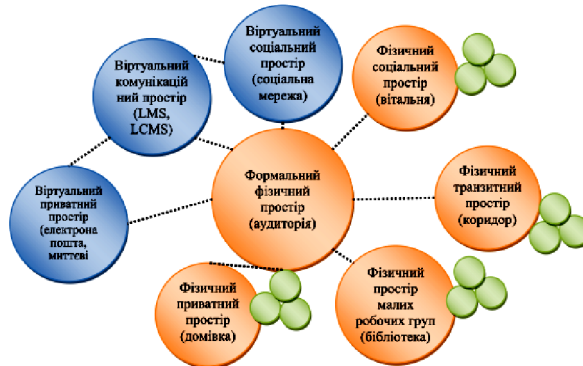 Віртуальний
соціальний
простір
(соціальна
мережа)
Фізичний
соціальний
простір
(вітальня)
Віртуальний
комунікацій
ний простір
(LMS,
LCMS)
Формальний
фізичний
простір
(аудиторія)
Віртуальний
приватний
простір
(електрона
пошта,
миттєві
Фізичний
транзитний
простір
(коридор)
Фізичний
приватний
простір
(домівка)
Фізичний
простір
малих
робочих груп
(бібліотека)